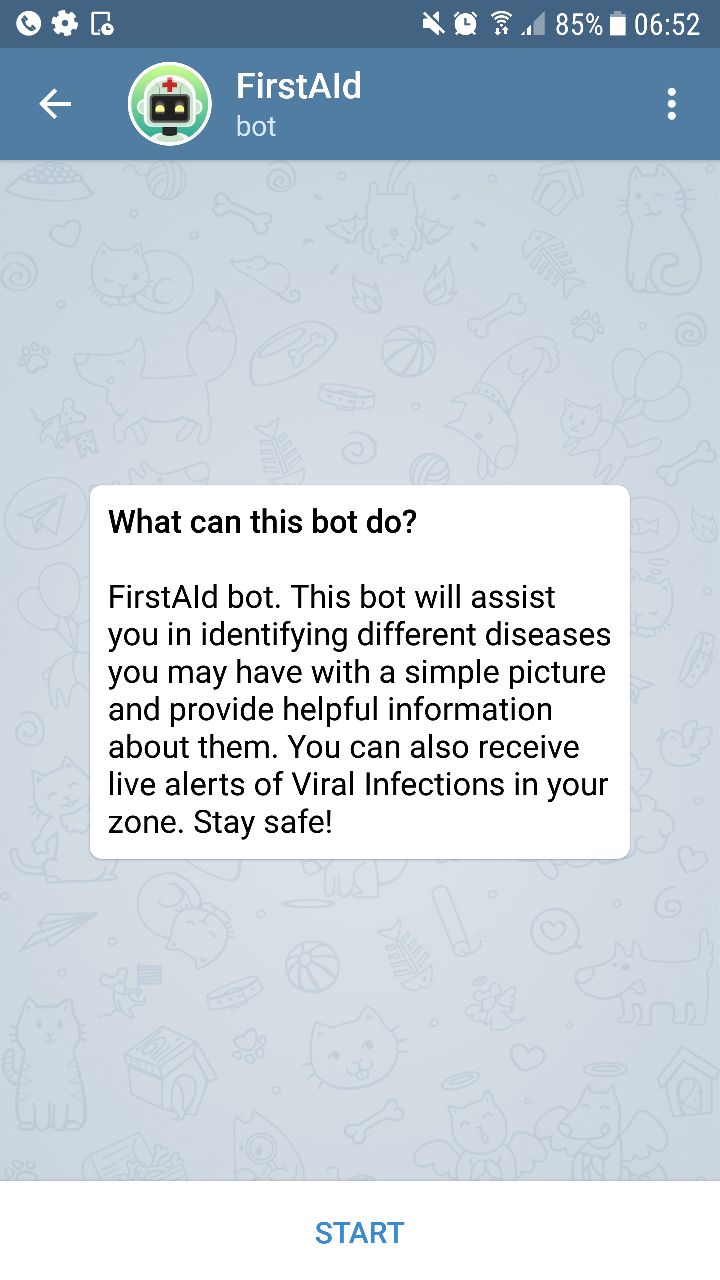 85% 06:52
FirstAId
bot
What can this bot do?
FirstAId bot. This bot will assist
you in identifying different diseases
you may have with a simple picture
and provide helpful information
about them. You can also receive
live alerts of Viral Infections in your
zone. Stay safe!
START